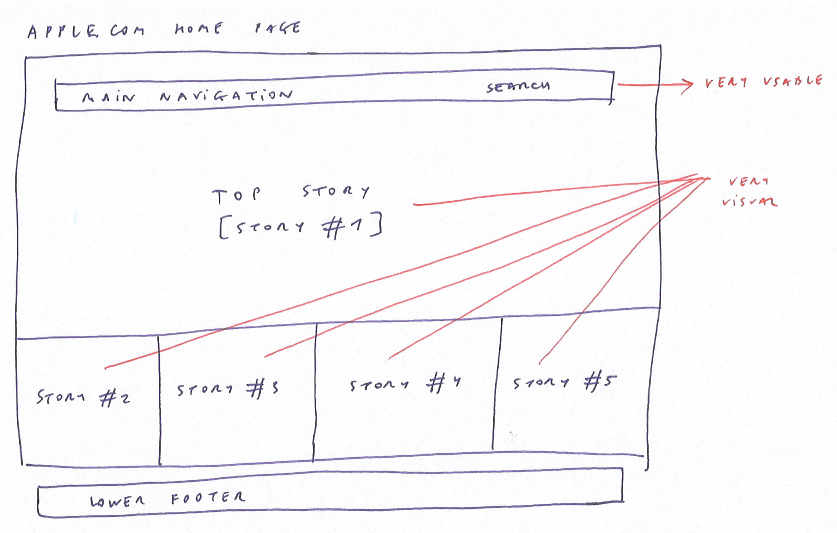 APPLE.COM HOME PAGE
MAIN NAVIGATION SEARCH
VERY USABLE
TOP STORY
[STORY #1]
VERY
VISUAL
STORY #2 STORY #3 STORY #4 STORY #5
LOWER FOOTER